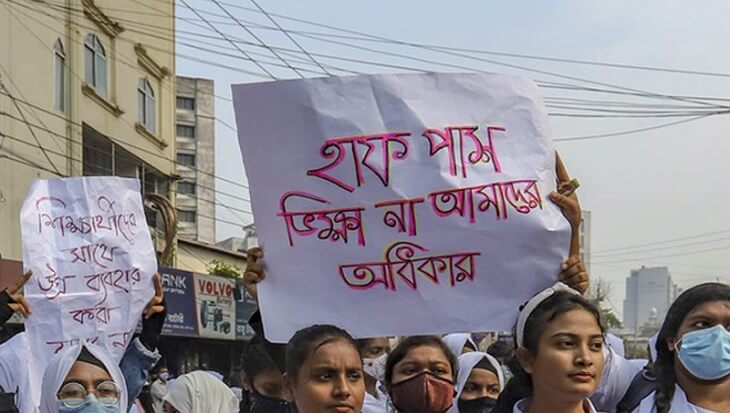 শিক্ষার্থীদের
সাথে
উগ্র ব্যবহার
করা
হাফ পাস
ভিক্ষা না আমাদের
অধিকার
BANK
VOLVO